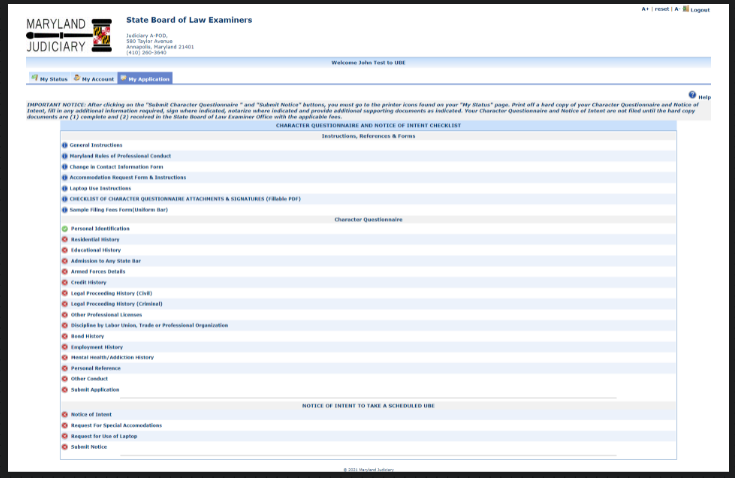 A+ | reset | A- Logout
MARYLAND
JUDICIARY
State Board of Law Examiners
Judiciary A-POD,
580 Taylor Avenue
Annapolis, Maryland 21401
(410) 260-3640
Welcome John Test to UBE
My Status My Account My Application
Help
IMPORTANT NOTICE: After clicking on the "Submit Character Questionnaire " and "Submit Notice" buttons, you must go to the printer icons found on your "My Status" page. Print off a hard copy of your Character Questionnaire and Notice of
Intent, fill in any additional information required, sign where indicated, notarize where indicated and provide additional supporting documents as indicated. Your Character Questionnaire and Notice of Intent are not filed until the hard copy
documents are (1) complete and (2) received in the State Board of Law Examiner Office with the applicable fees.
CHARACTER QUESTIONNAIRE AND NOTICE OF INTENT CHECKLIST
Instructions, References & Forms
General Instructions
Maryland Rules of Professional Conduct
Change in Contact Information Form
Accommodation Request Form & Instructions
Laptop Use Instructions
CHECKLIST OF CHARACTER QUESTIONNAIRE ATTACHMENTS & SIGNATURES (Fillable PDF)
Sample Filing Fees Form(Uniform Bar)
Character Questionnaire
Personal Identification
Residential History
Educational History
Admission to Any State Bar
Armed Forces Details
Credit History
Legal Proceeding History (Civil)
Legal Proceeding History (Criminal)
Other Professional Licenses
Discipline by Labor Union, Trade or Professional Organization
Bond History
Employment History
Mental Health/Addiction History
Personal Reference
Other Conduct
Submit Application
NOTICE OF INTENT TO TAKE A SCHEDULED UBE
Notice of Intent
Request For Special Accomodations
Request for Use of Laptop
Submit Notice
© 2021 Maryland Judiciary